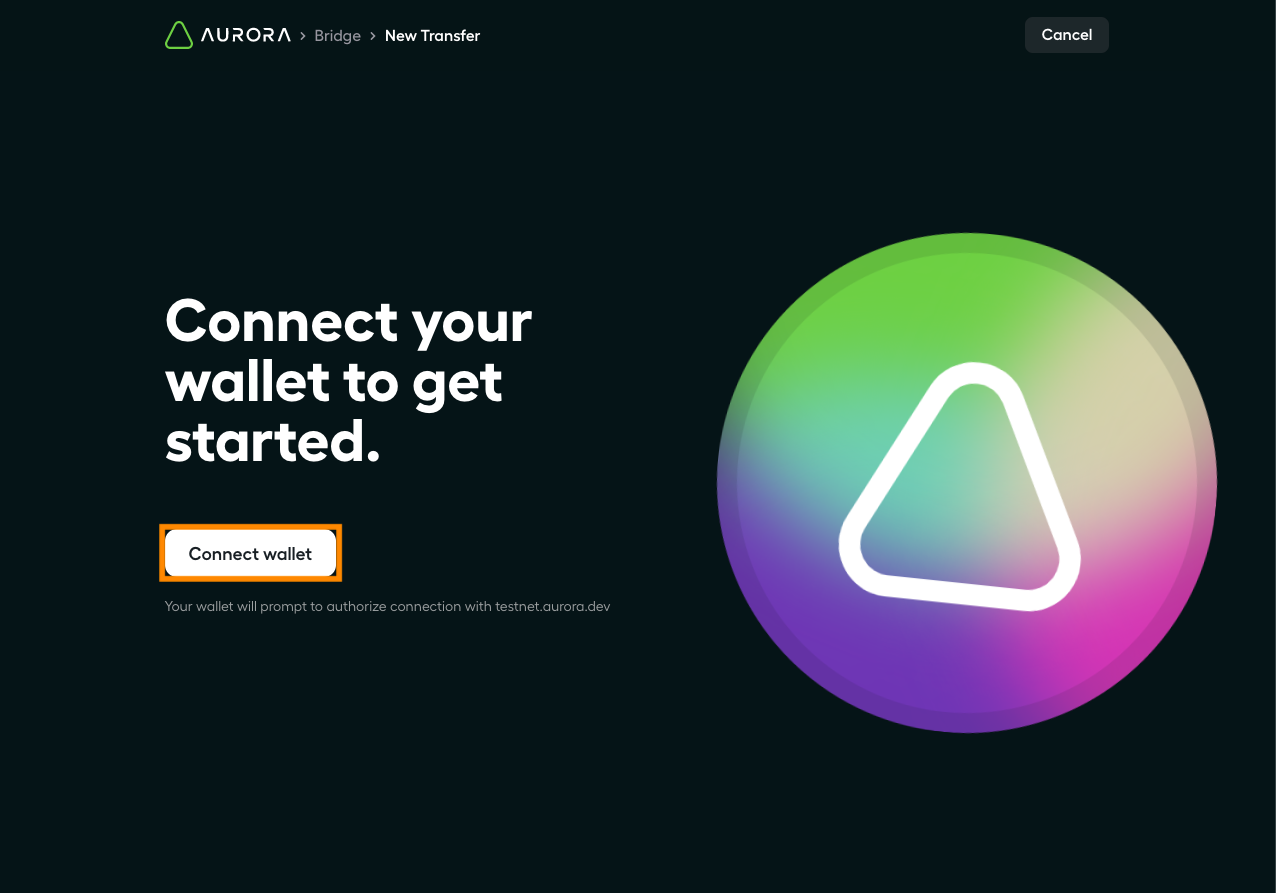 AURORA > Bridge > New Transfer
Cancel
Connect your
wallet to get
started.
Connect wallet
Your wallet will prompt to authorize connection with testnet.aurora.dev